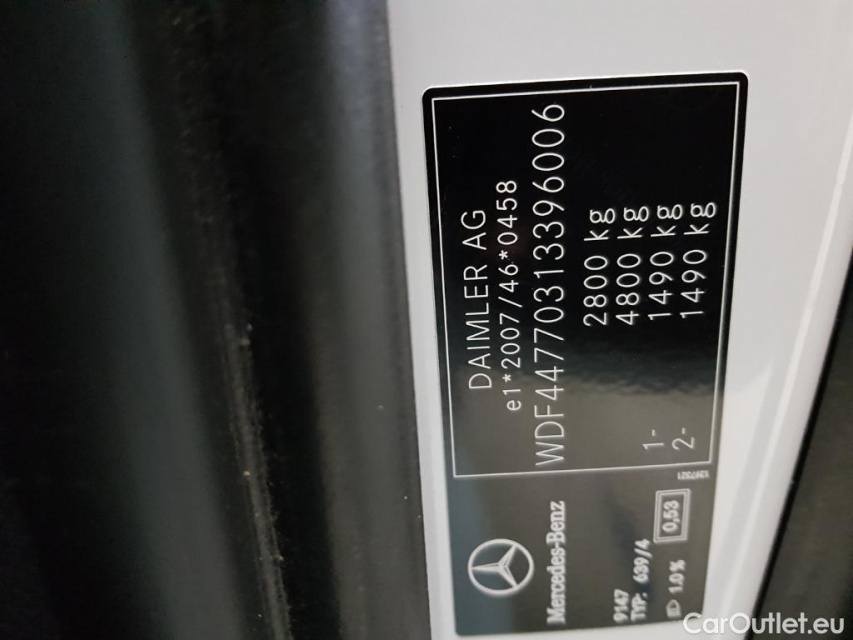 DAIMLER AG
e1*2007/46*0458
WDF44770313396006
2800 kg
4800 kg
1- 1490 kg
2- 1490 kg
Mercedes-Benz
9147
TYP: 639/4
1.0%
0,53
CarOutlet.eu